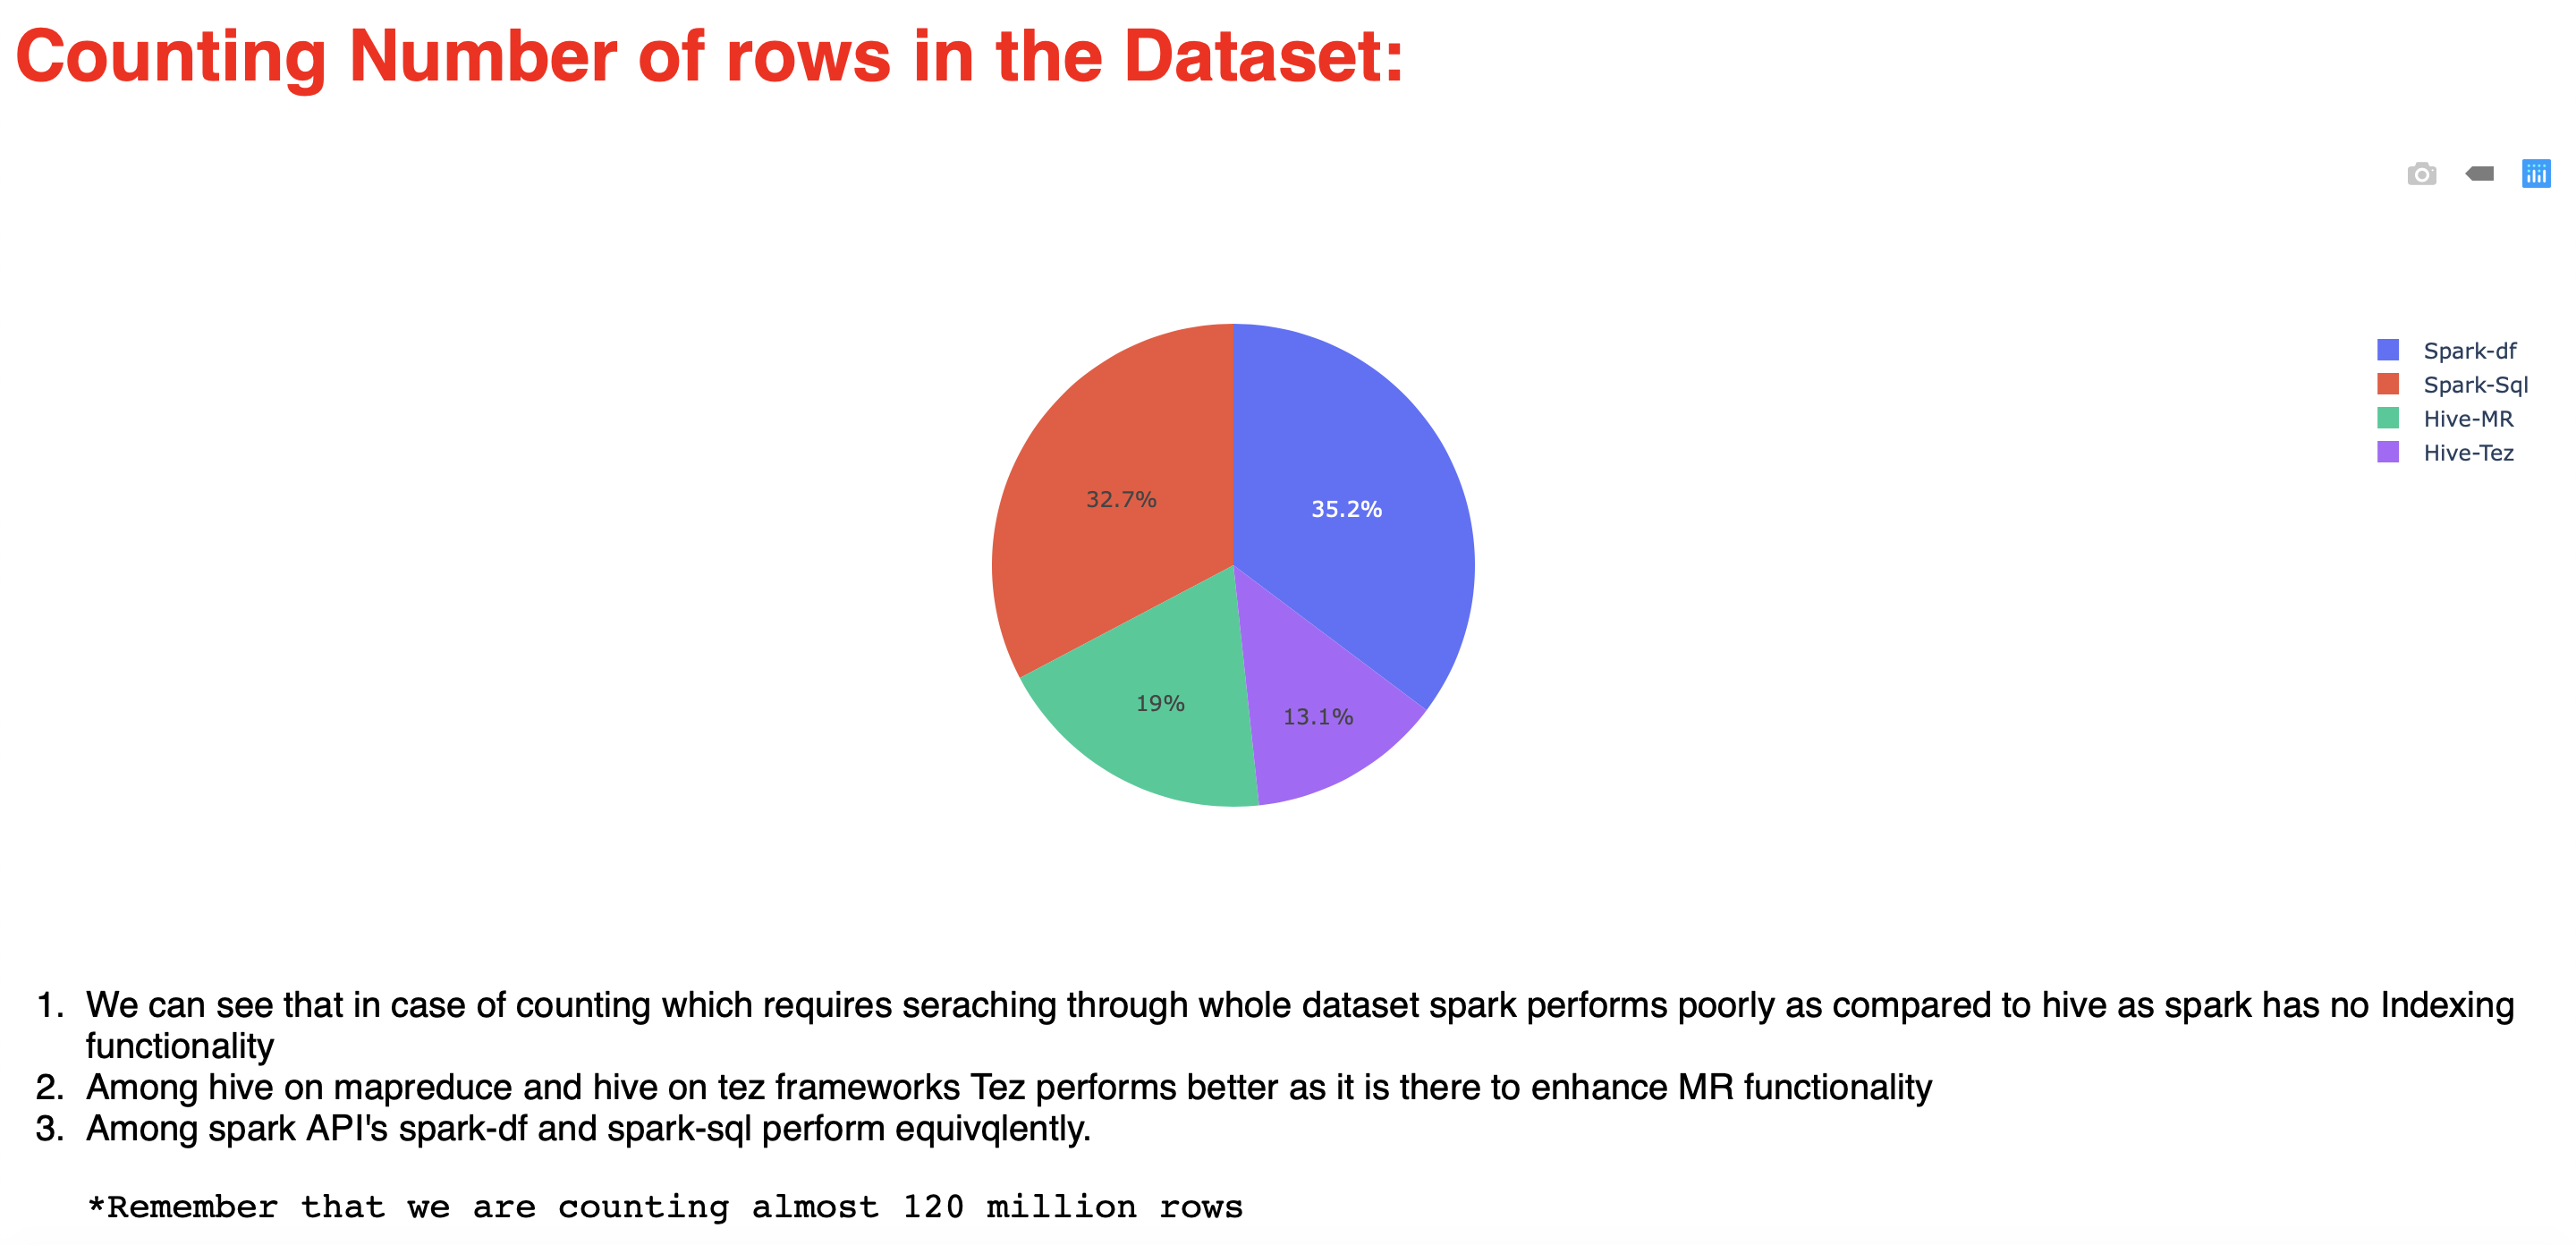 Counting Number of rows in the Dataset:
Spark-df
Spark-Sql
Hive-MR
Hive-Tez
32.7%
35.2%
19%
13.1%
1. We can see that in case of counting which requires seraching through whole dataset spark performs poorly as compared to hive as spark has no Indexing
functionality
2. Among hive on mapreduce and hive on tez frameworks Tez performs better as it is there to enhance MR functionality
3. Among spark API's spark-df and spark-sql perform equivqlently.
*Remember that we are counting almost 120 million rows